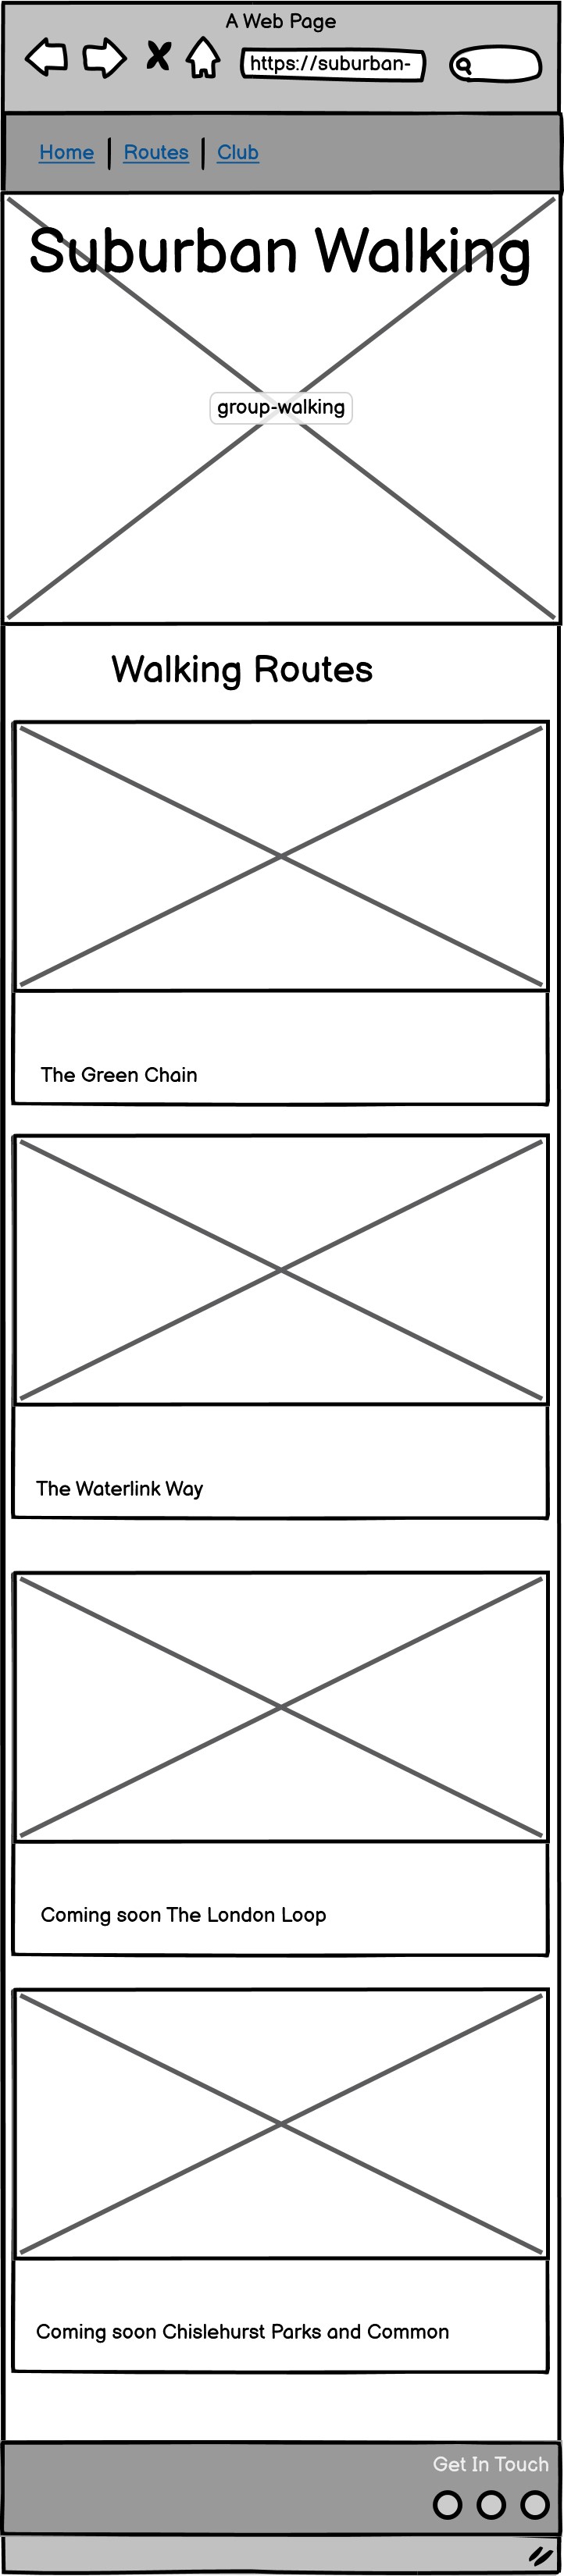 A Web Page
https://suburban-
Home Routes Club
Suburban Walking
group-walking
Walking Routes
The Green Chain
The Waterlink Way
Coming soon The London Loop
Coming soon Chislehurst Parks and Common
Get In Touch